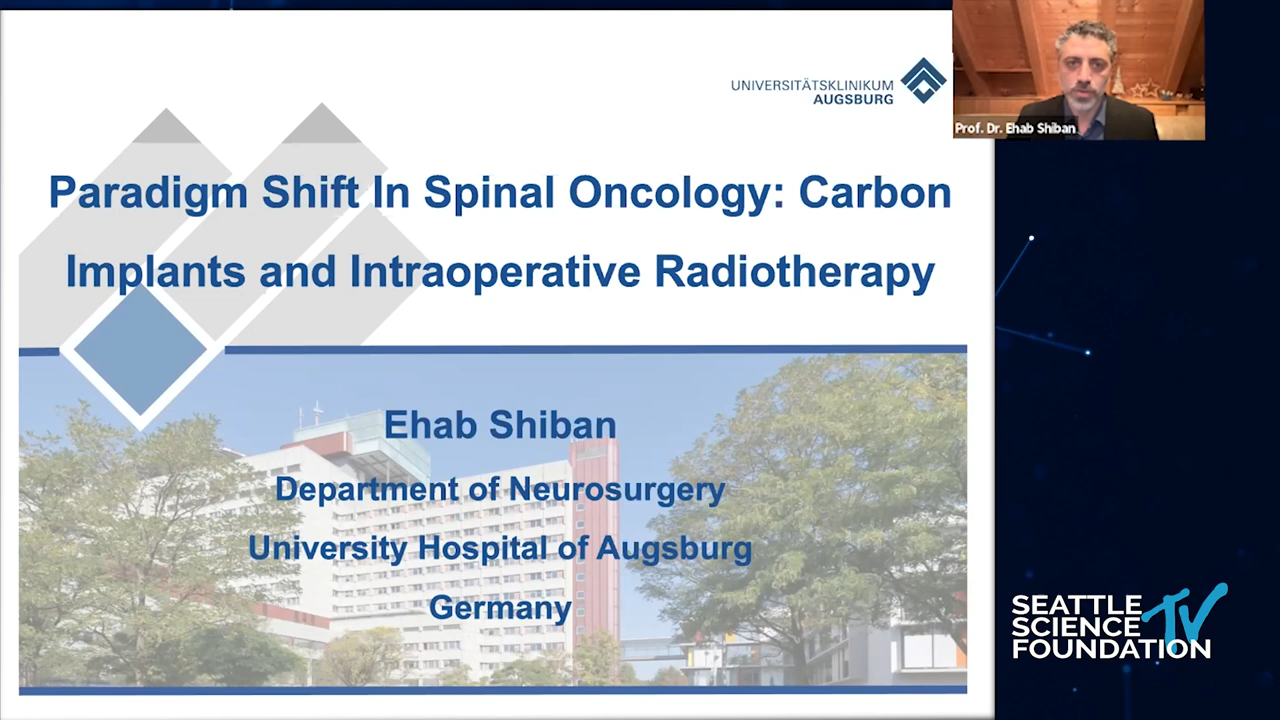 UNIVERSITÄTSKLINIKUM
AUGSBURG
Prof. Dr. Ehab Shiban
Paradigm Shift In Spinal Oncology: Carbon
Implants and Intraoperative Radiotherapy
Ehab Shiban
Department of Neurosurgery
University Hospital of Augsburg
Germany
SEATTLE
SCIENCE TV
FOUNDATION